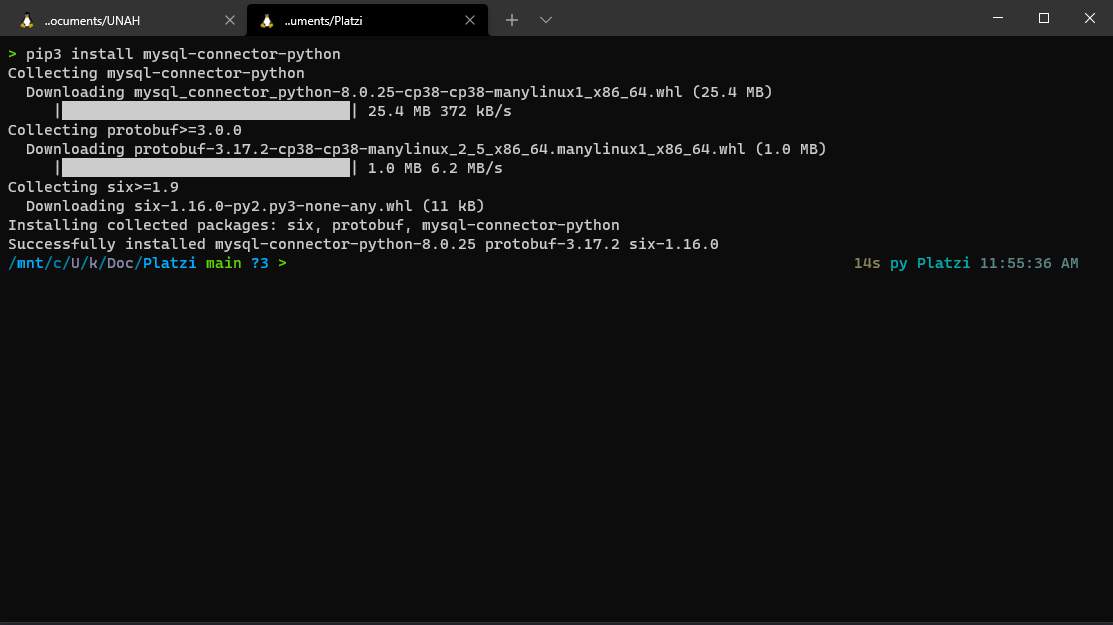 ..ocuments/UNAH
..uments/Platzi
> pip3 install mysql-connector-python
Collecting mysql-connector-python
Downloading mysql_connector_python-8.0.25-cp38-cp38-manylinux1_x86_64.whl (25.4 MB)
|████████████████████████████████| 25.4 MB 372 kB/s
Collecting protobuf>=3.0.0
Downloading protobuf-3.17.2-cp38-cp38-manylinux_2_5_x86_64.manylinux1_x86_64.whl (1.0 MB)
|████████████████████████████████| 1.0 MB 6.2 MB/s
Collecting six>=1.9
Downloading six-1.16.0-py2.py3-none-any.whl (11 kB)
Installing collected packages: six, protobuf, mysql-connector-python
Successfully installed mysql-connector-python-8.0.25 protobuf-3.17.2 six-1.16.0
/mnt/c/U/k/Doc/Platzi main ?3 > 14s py Platzi 11:55:36 AM